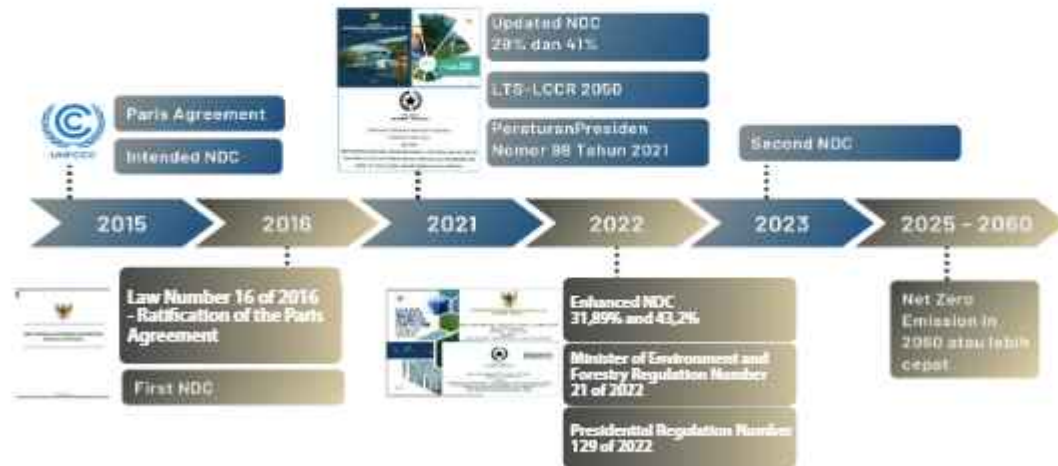 UNFCCC
Paris Agreement
Intended NDC
Updated NDC
29% dan 41%
LTS-LCCR 2050
PeraturanPresiden
Nomor 98 Tahun 2021
Second NDC
2015
2016
2021
2022
2023
2025 - 2060
Law Number 16 of 2016
- Ratification of the Paris
Agreement
First NDC
Enhanced NDC
31,89% and 43,2%
Minister of Environment and
Forestry Regulation Number
21 of 2022
Presidential Regulation Number
129 of 2022
Net Zero
Emission in
2060 atau lebih
cepat